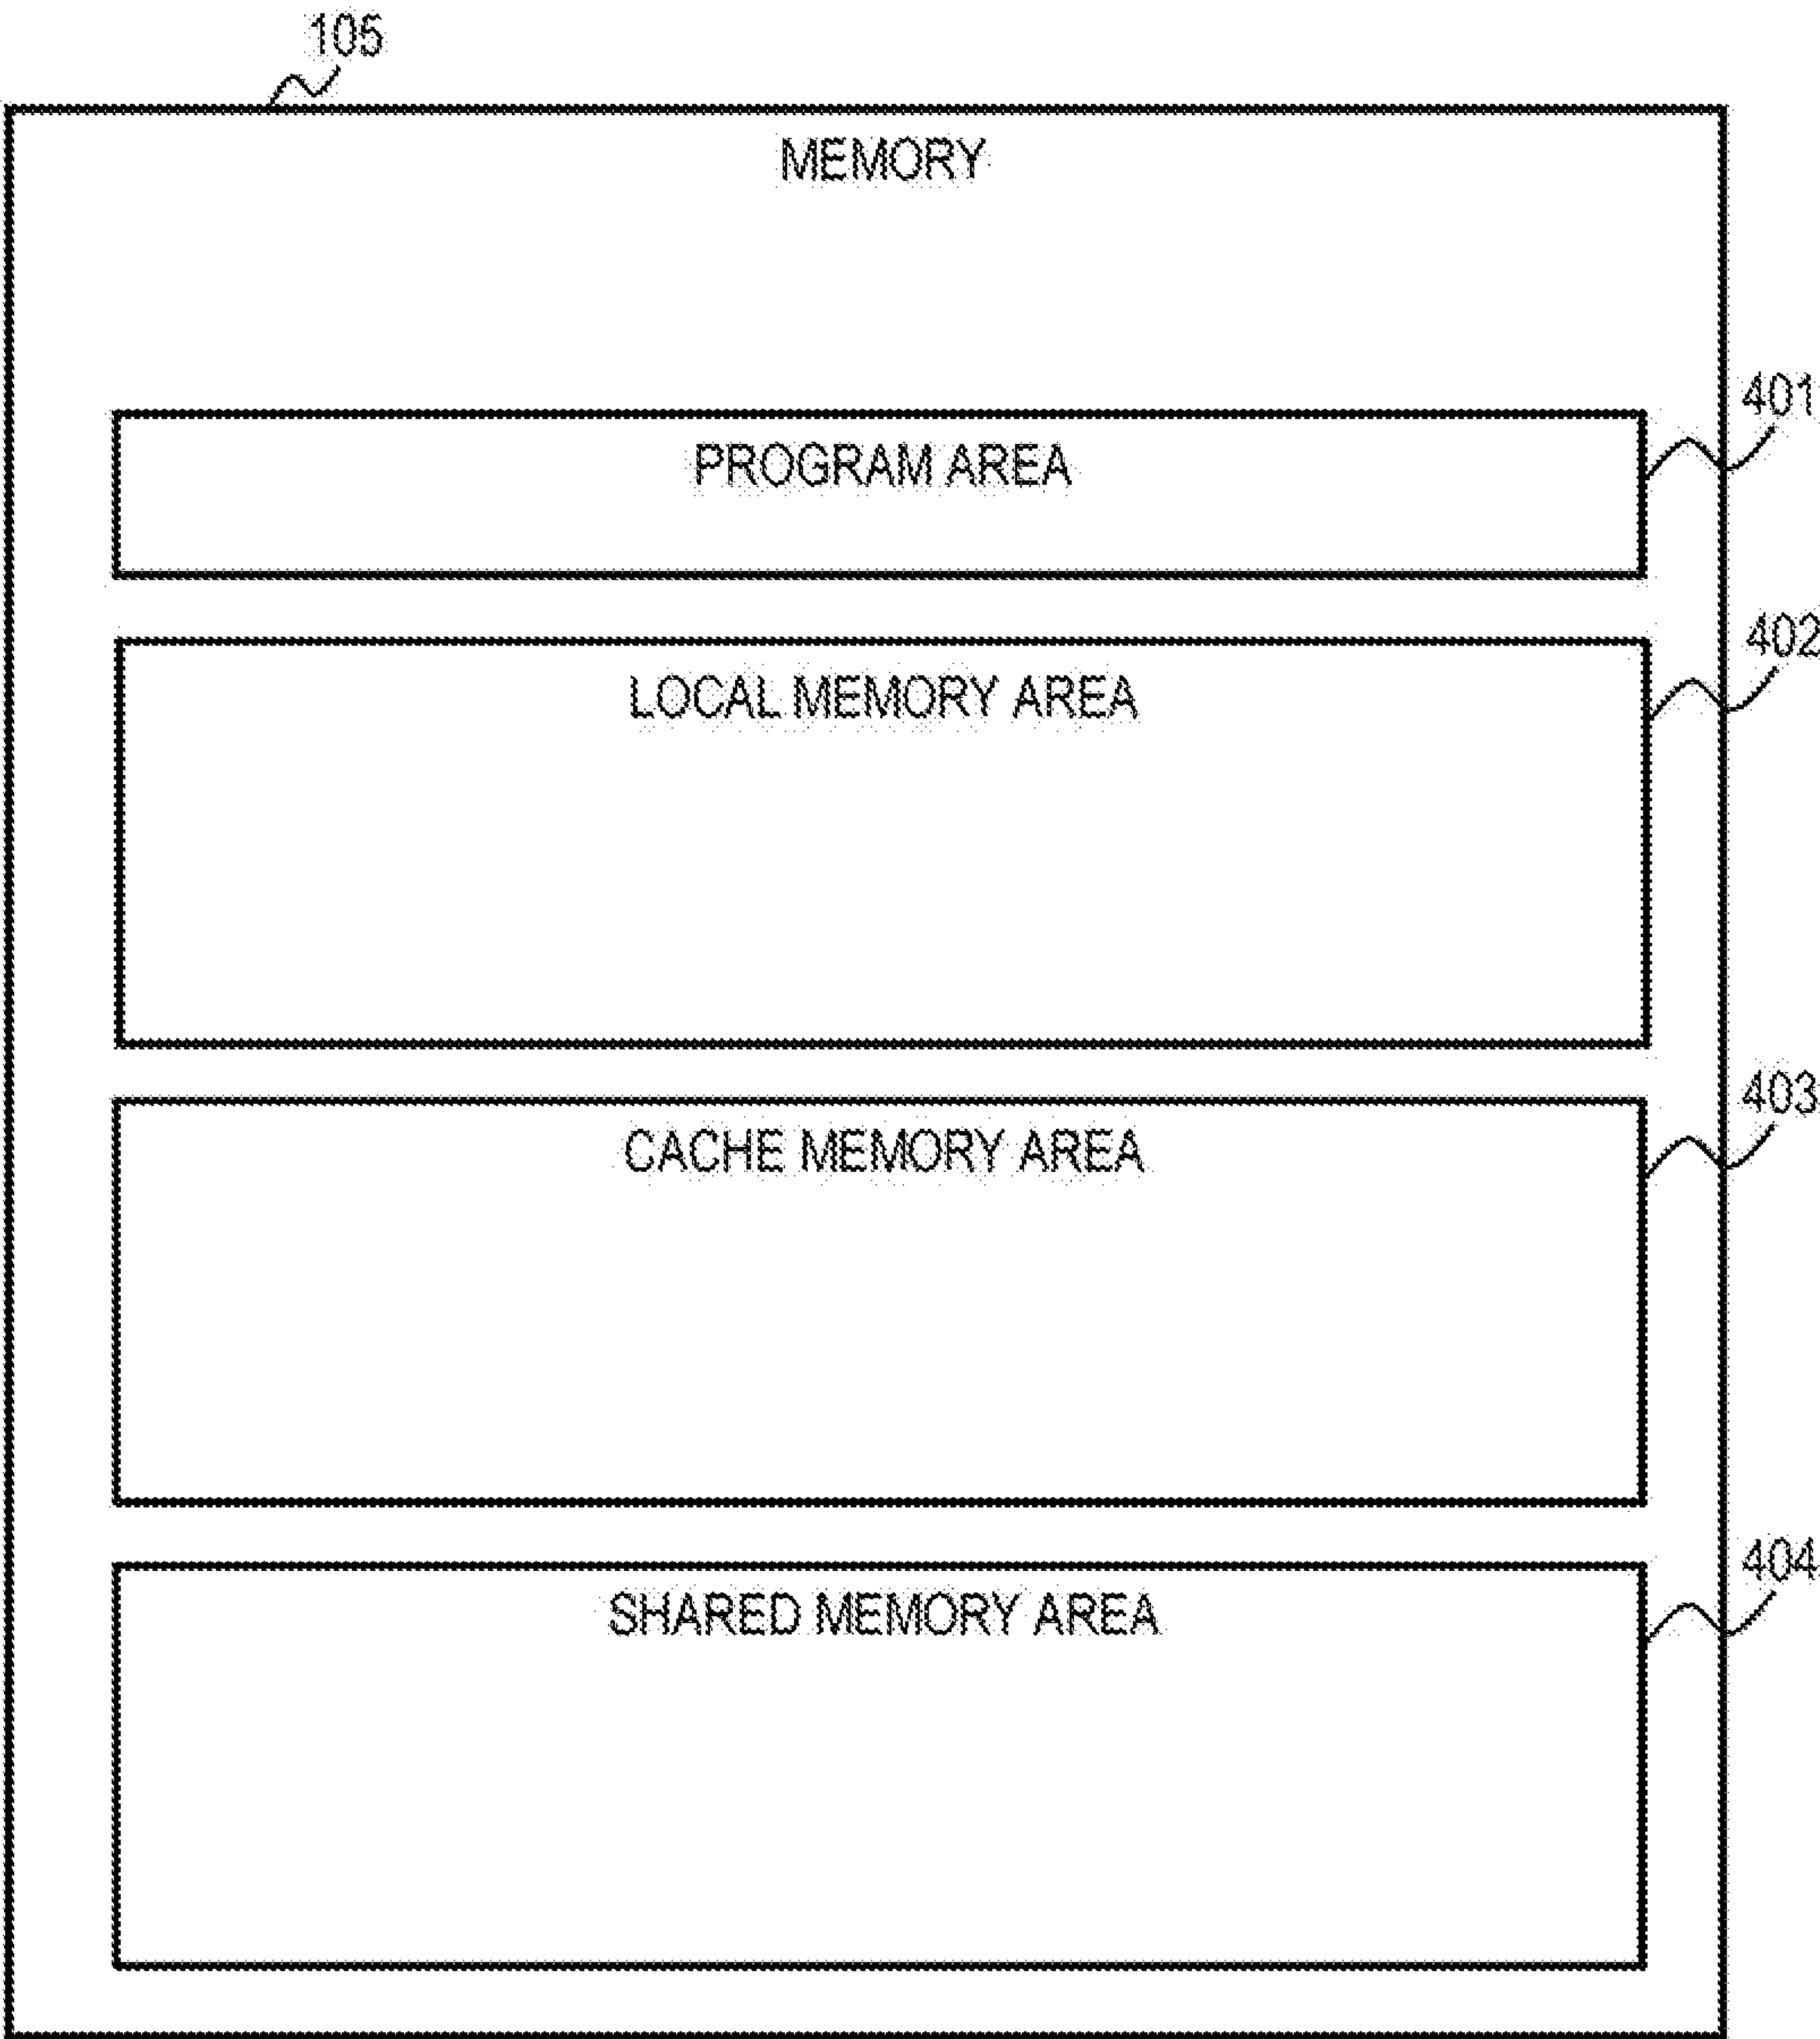 105
MEMORY
401
PROGRAM AREA
402
LOCAL MEMORY AREA
403
CACHE MEMORY AREA
404
SHARED MEMORY AREA